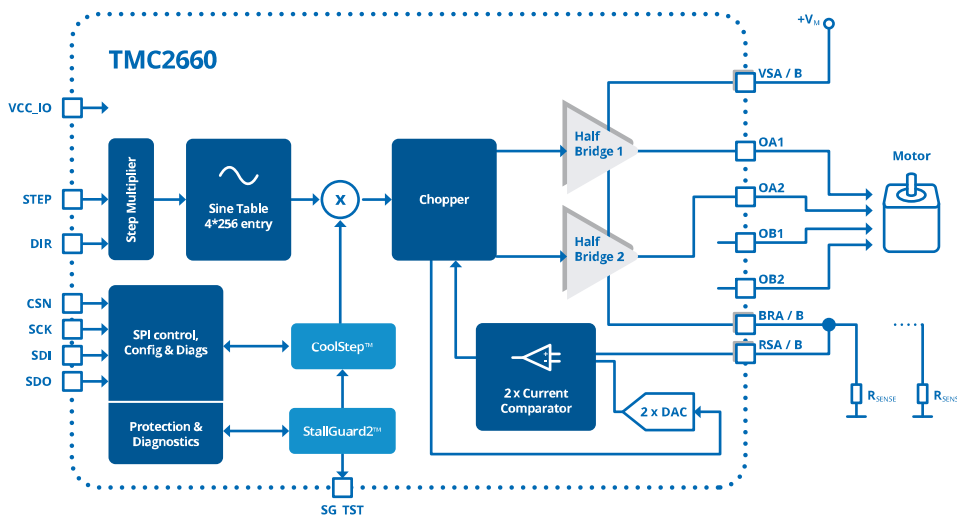 TMC2660
+VM
VSA / B
VCC_IO
STEP
DIR
CSN
SCK
SDI
SDO
Step Multiplier
Sine Table
4*256 entry
X
Chopper
Half
Bridge 1
Half
Bridge 2
OA1
OA2
OB1
OB2
BRA / B
RSA / B
Motor
SPI control,
Config & Diags
Protection &
Diagnostics
CoolStep™
StallGuard2™
2 x Current
Comparator
2 x DAC
RSENSE
RSENS
SG_TST